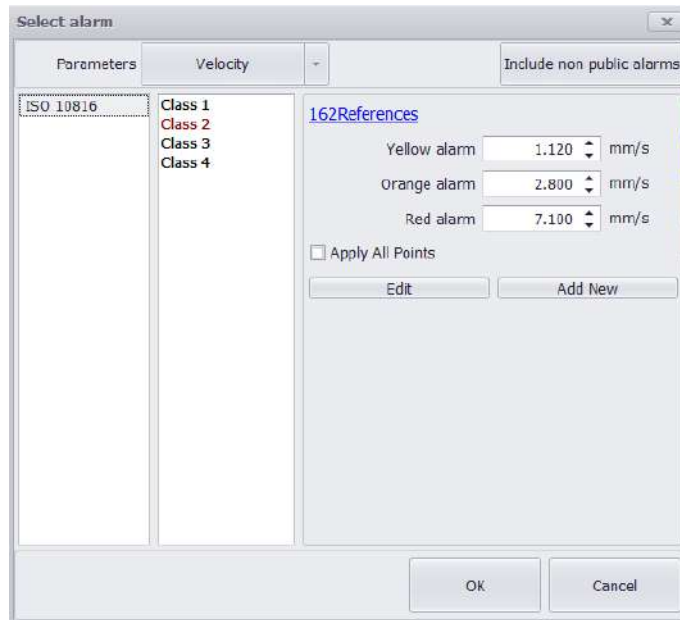 Select alarm
Parameters Velocity Include non public alarms
ISO 10816
Class 1
Class 2
Class 3
Class 4
162References
Yellow alarm 1.120 mm/s
Orange alarm 2.800 mm/s
Red alarm 7.100 mm/s
Apply All Points
Edit Add New
OK Cancel